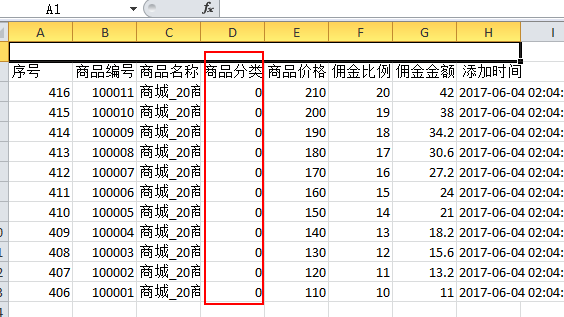 A1 fx
A B C D E F G H I
序号 商品编号 商品名称 商品分类 商品价格 佣金比例 佣金金额 添加时间
416 100011 商城_20商 0 210 20 42 2017-06-04 02:04:
415 100010 商城_20商 0 200 19 38 2017-06-04 02:04:
414 100009 商城_20商 0 190 18 34.2 2017-06-04 02:04:
413 100008 商城_20商 0 180 17 30.6 2017-06-04 02:04:
412 100007 商城_20商 0 170 16 27.2 2017-06-04 02:04:
411 100006 商城_20商 0 160 15 24 2017-06-04 02:04:
410 100005 商城_20商 0 150 14 21 2017-06-04 02:04:
409 100004 商城_20商 0 140 13 18.2 2017-06-04 02:04:
408 100003 商城_20商 0 130 12 15.6 2017-06-04 02:04:
407 100002 商城_20商 0 120 11 13.2 2017-06-04 02:04:
406 100001 商城_20商 0 110 10 11 2017-06-04 02:04: